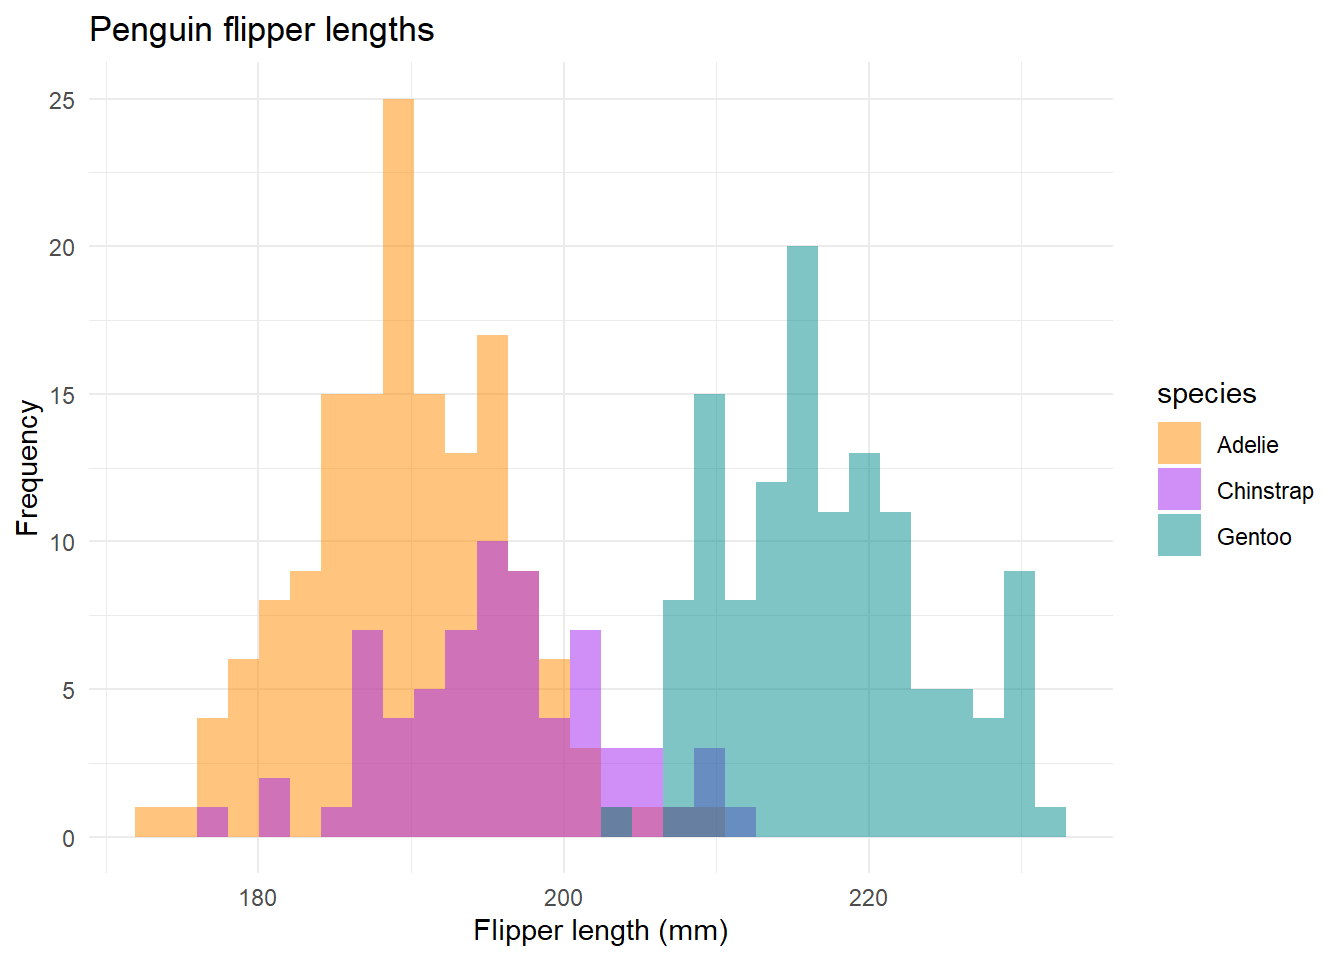 Penguin flipper lengths
Frequency
25
20
15
10
5
0
180
200
220
Flipper length (mm)
species
Adelie
Chinstrap
Gentoo